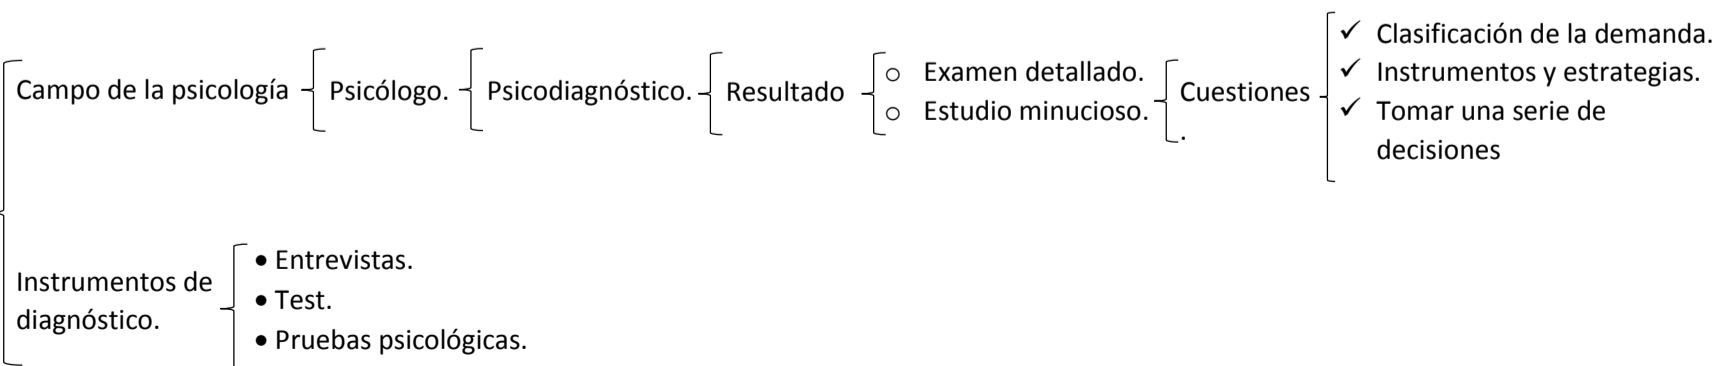 Campo de la psicología
Psicólogo.
Psicodiagnóstico.
Resultado
o Examen detallado.
o Estudio minucioso.
Cuestiones
.
✓ Clasificación de la demanda.
✓ Instrumentos y estrategias.
✓ Tomar una serie de
decisiones
Instrumentos de
diagnóstico.
• Entrevistas.
• Test.
• Pruebas psicológicas.